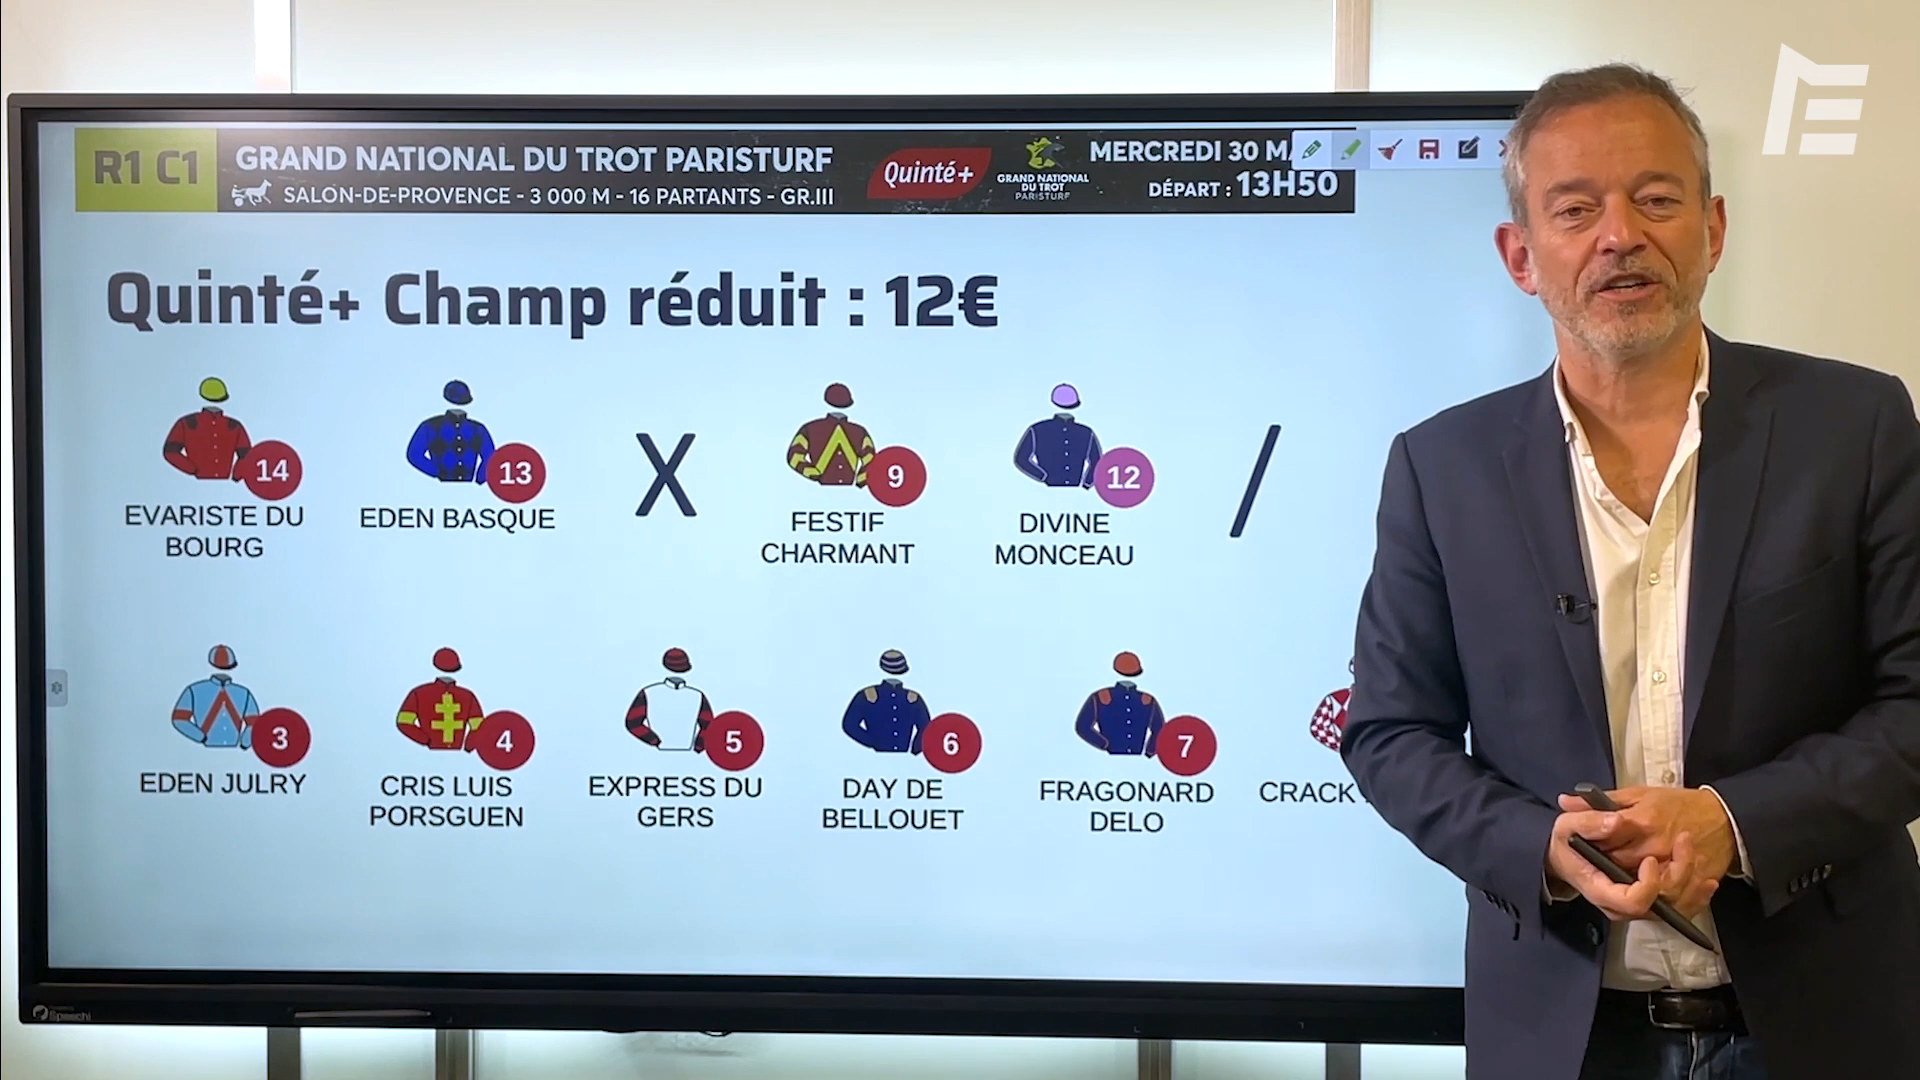 R1 C1
GRAND NATIONAL DU TROT PARISTURF
SALON-DE-PROVENCE - 3 000 M - 16 PARTANTS - GR.III
Quinté+
GRAND NATIONAL
DU TROT
PARISTURF
MERCREDI 30
DÉPART : 13H50
Quinté+ Champ réduit : 12€
14
13
X
9
12
/
EVARISTE DU
BOURG
EDEN BASQUE
FESTIF
CHARMANT
DIVINE
MONCEAU
3
4
5
6
7
EDEN JULRY
CRIS LUIS
PORSGUEN
EXPRESS DU
GERS
DAY DE
BELLOUET
FRAGONARD
DELO
CRACK
Speechi